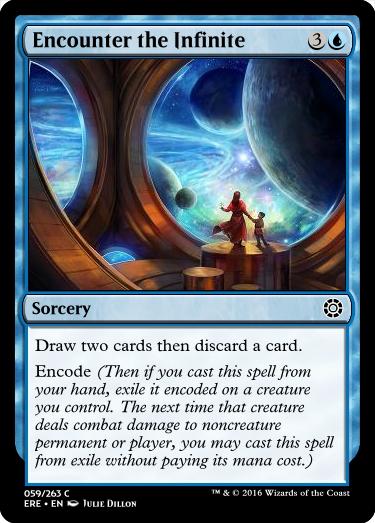 Encounter the Infinite 3
Sorcery
Draw two cards then discard a card.
Encode (Then if you cast this spell from
your hand, exile it encoded on a creature
you control. The next time that creature
deals combat damage to noncreature
permanent or player, you may cast this spell
from exile without paying its mana cost.)
059/263 C
ERE • EN Julie Dillon
™ & © 2016 Wizards of the Coast